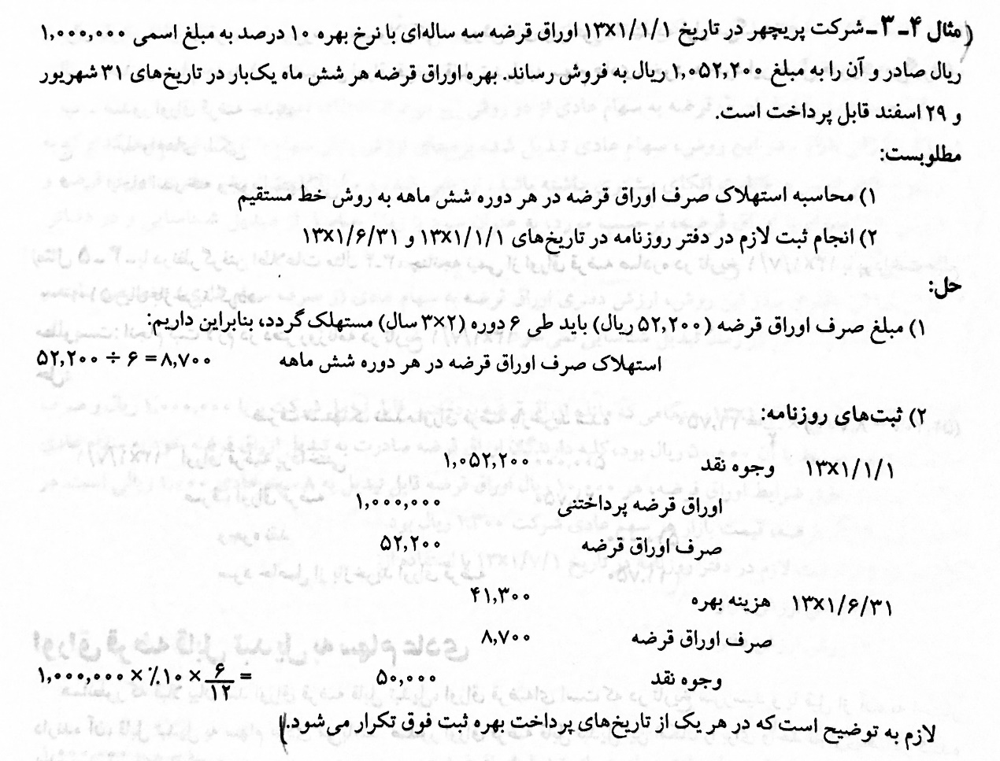 (مثال ۴ـ۳ـ شرکت پریچهر در تاریخ ۱۳X۱/۱/۱ اوراق قرضه سه ساله‌ای با نرخ بهره ۱۰ درصد به مبلغ اسمی ۱,۰۰۰,۰۰۰
ریال صادر و آن را به مبلغ ۱,۰۵۲,۲۰۰ ریال به فروش رساند. بهره اوراق قرضه هر شش ماه یک‌بار در تاریخ‌های ۳۱ شهریور
و ۲۹ اسفند قابل پرداخت است.
مطلوبست:
۱) محاسبه استهلاک صرف اوراق قرضه در هر دوره شش ماهه به روش خط مستقیم
۲) انجام ثبت لازم در دفتر روزنامه در تاریخ‌های ۱۳X۱/۱/۱ و ۱۳X۱/۶/۳۱
حل:
۱) مبلغ صرف اوراق قرضه (۵۲,۲۰۰ ریال) باید طی ۶ دوره (۲×۳ سال) مستهلک گردد، بنابراین داریم:
استهلاک صرف اوراق قرضه در هر دوره شش ماهه ۵۲,۲۰۰ ÷ ۶ = ۸,۷۰۰
۲) ثبت‌های روزنامه:
۱۳X۱/۱/۱ وجوه نقد ۱,۰۵۲,۲۰۰
اوراق قرضه پرداختنی ۱,۰۰۰,۰۰۰
صرف اوراق قرضه ۵۲,۲۰۰
۱۳X۱/۶/۳۱ هزینه بهره ۴۱,۳۰۰
صرف اوراق قرضه ۸,۷۰۰
وجوه نقد ۵۰,۰۰۰ = ۱,۰۰۰,۰۰۰ × ٪۱۰ × ۶/۱۲
لازم به توضیح است که در هر یک از تاریخ‌های پرداخت بهره ثبت فوق تکرار می‌شود.)